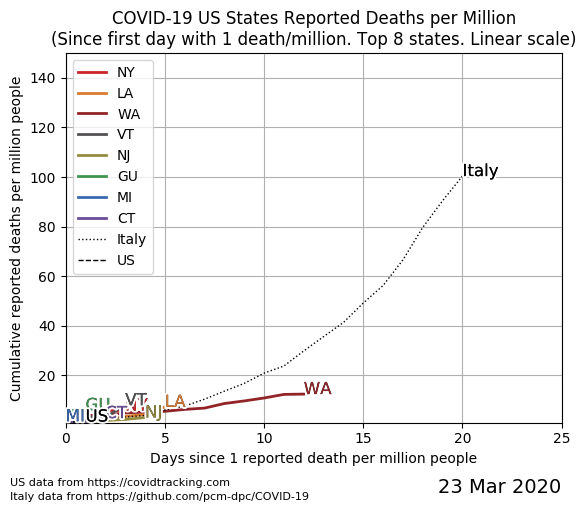 COVID-19 US States Reported Deaths per Million
(Since first day with 1 death/million. Top 8 states. Linear scale)
Cumulative reported deaths per million people
140
120
100
80
60
40
20
NY
LA
WA
VT
NJ
GU
MI
CT
Italy
US
Italy
WA
LA
VT
GU
NJ
CT
MI
US
0
5
10
15
20
25
Days since 1 reported death per million people
US data from https://covidtracking.com
Italy data from https://github.com/pcm-dpc/COVID-19
23 Mar 2020